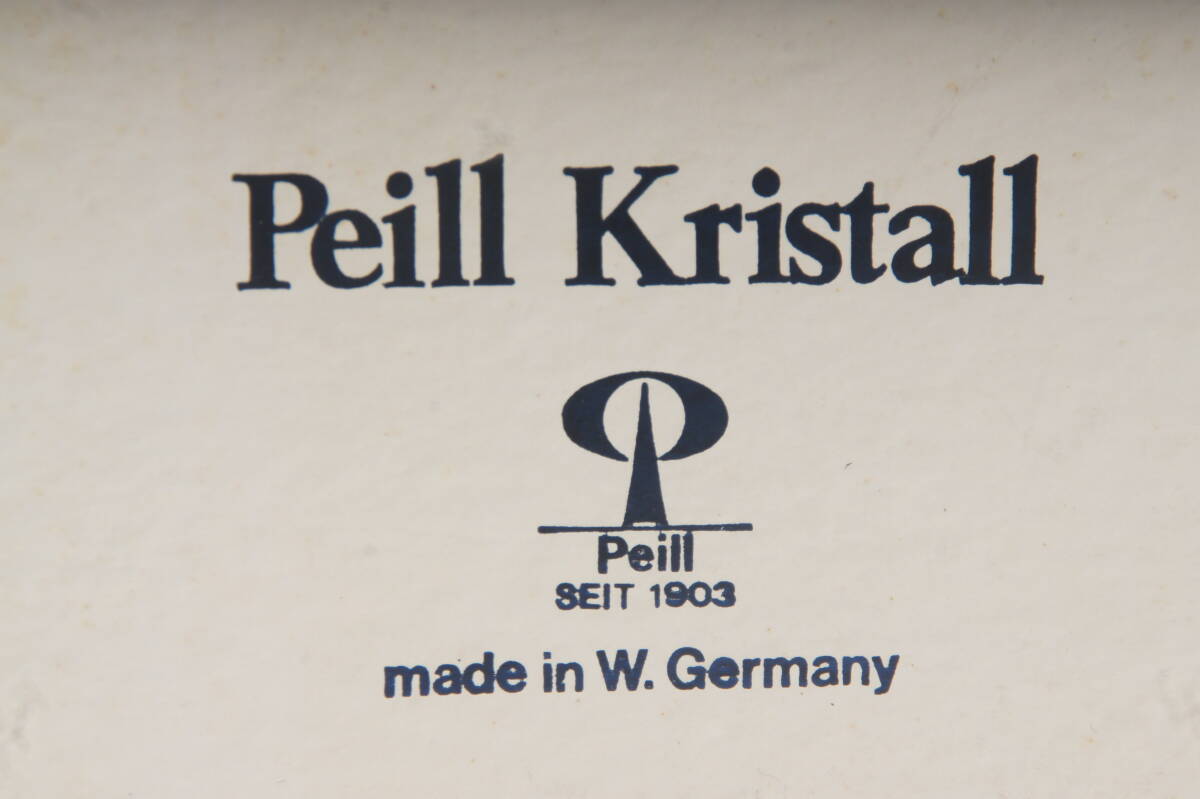 Peill Kristall
Peill
SEIT 1903
made in W. Germany